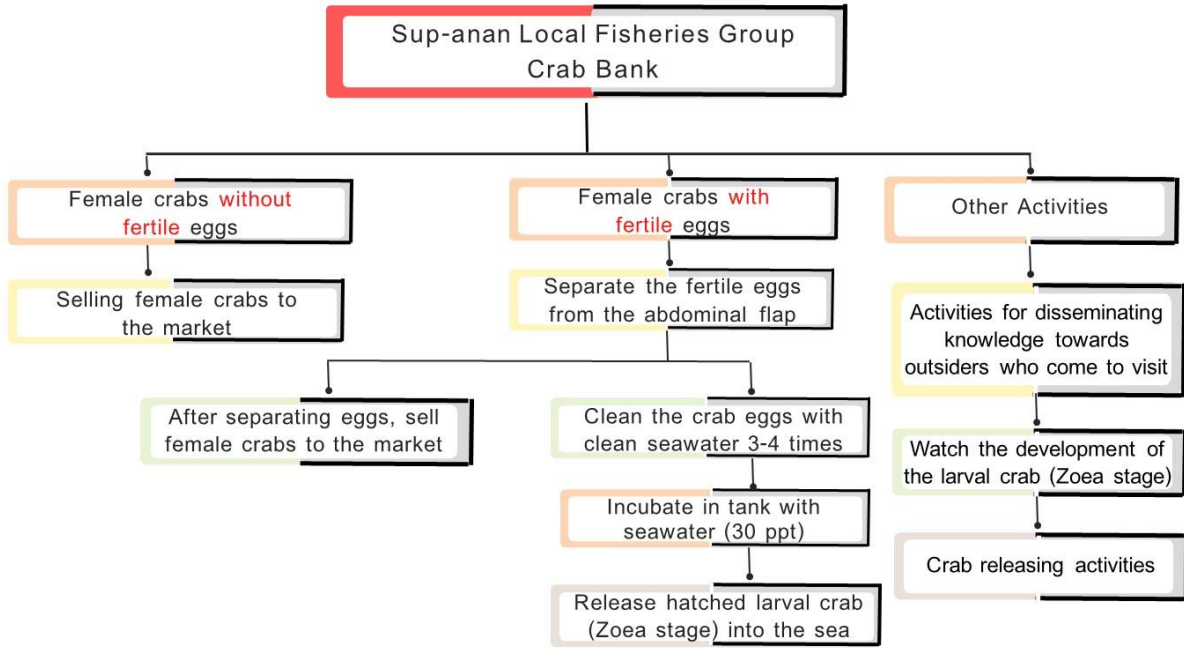 Sup-anan Local Fisheries Group
Crab Bank
Female crabs without
fertile eggs
Female crabs with
fertile eggs
Other Activities
Selling female crabs to
the market
Separate the fertile eggs
from the abdominal flap
Activities for disseminating
knowledge towards
outsiders who come to visit
After separating eggs, sell
female crabs to the market
Clean the crab eggs with
clean seawater 3-4 times
Watch the development of
the larval crab (Zoea stage)
Incubate in tank with
seawater (30 ppt)
Crab releasing activities
Release hatched larval crab
(Zoea stage) into the sea